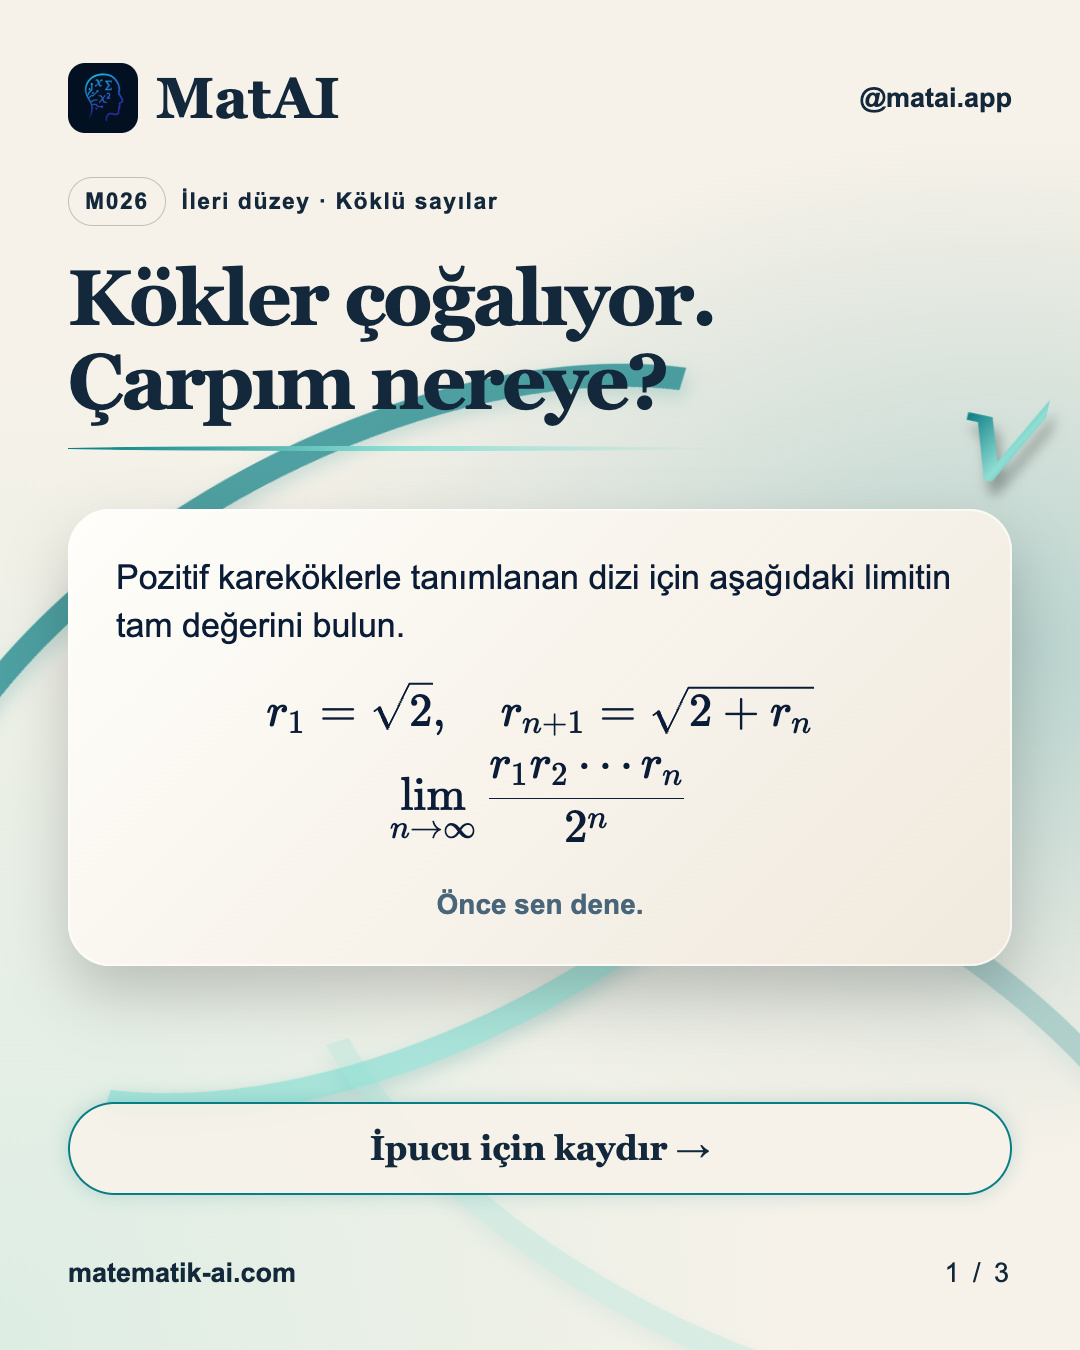 MatAI
@matai.app
M026 İleri düzey · Köklü sayılar
Kökler çoğalıyor.
Çarpım nereye?
√
Pozitif kareköklerle tanımlanan dizi için aşağıdaki limitin
tam değerini bulun.
r₁ = √2, rₙ₊₁ = √(2 + rₙ)
lim n→∞ r₁r₂⋯rₙ / 2ⁿ
Önce sen dene.
İpucu için kaydır →
matematik-ai.com
1 / 3